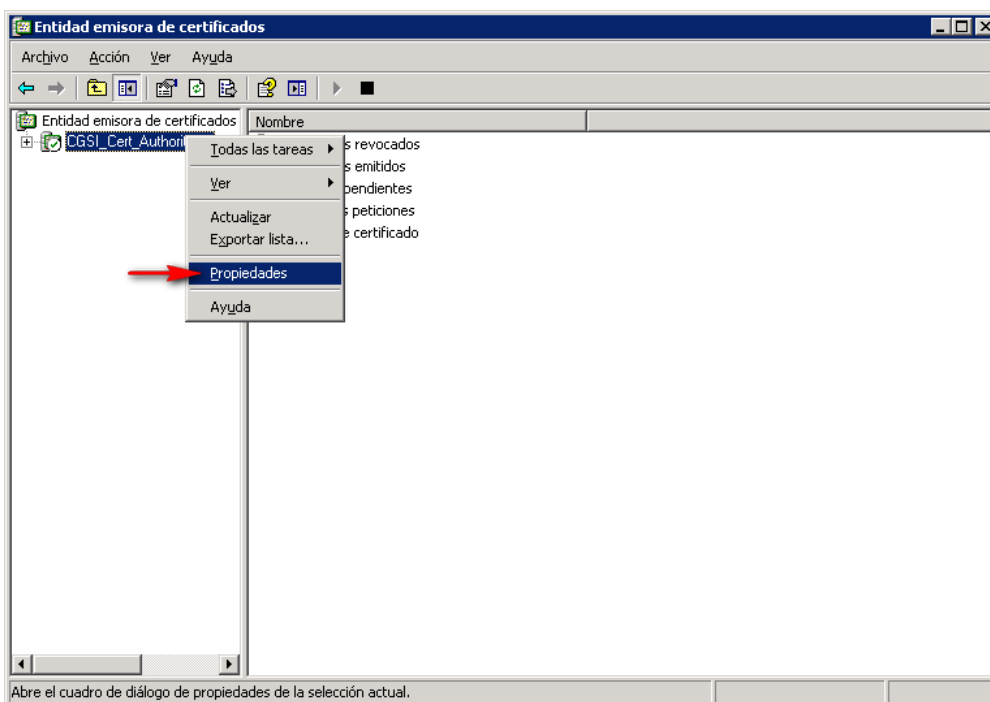 Entidad emisora de certificados
Archivo Acción Ver Ayuda
Entidad emisora de certificados
Nombre
CGSI_Cert_Authori
s revocados
s emitidos
pendientes
s peticiones
e certificado
Todas las tareas
Ver
Actualizar
Exportar lista...
Propiedades
Ayuda
Abre el cuadro de diálogo de propiedades de la selección actual.